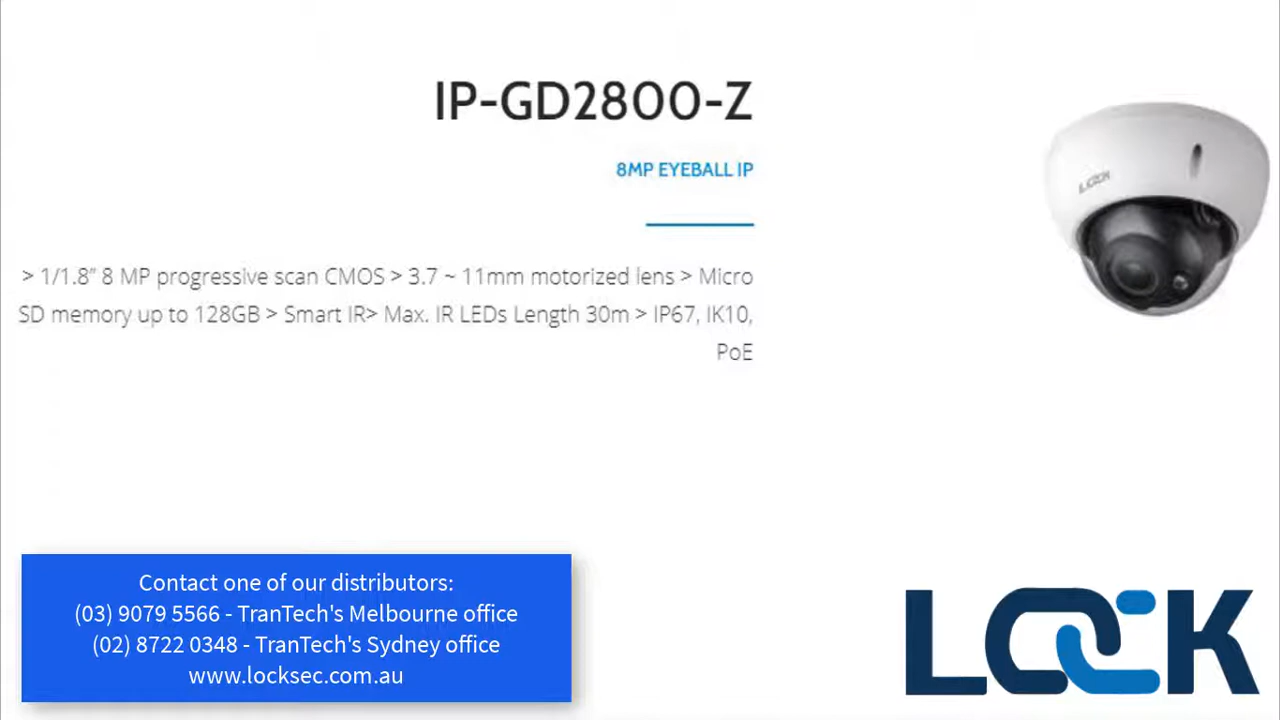 IP-GD2800-Z
8MP EYEBALL IP
> 1/1.8” 8 MP progressive scan CMOS > 3.7 ~ 11mm motorized lens > Micro
SD memory up to 128GB > Smart IR> Max. IR LEDs Length 30m > IP67, IK10,
PoE
LOCK
Contact one of our distributors:
(03) 9079 5566 - TranTech's Melbourne office
(02) 8722 0348 - TranTech's Sydney office
www.locksec.com.au
LOCK